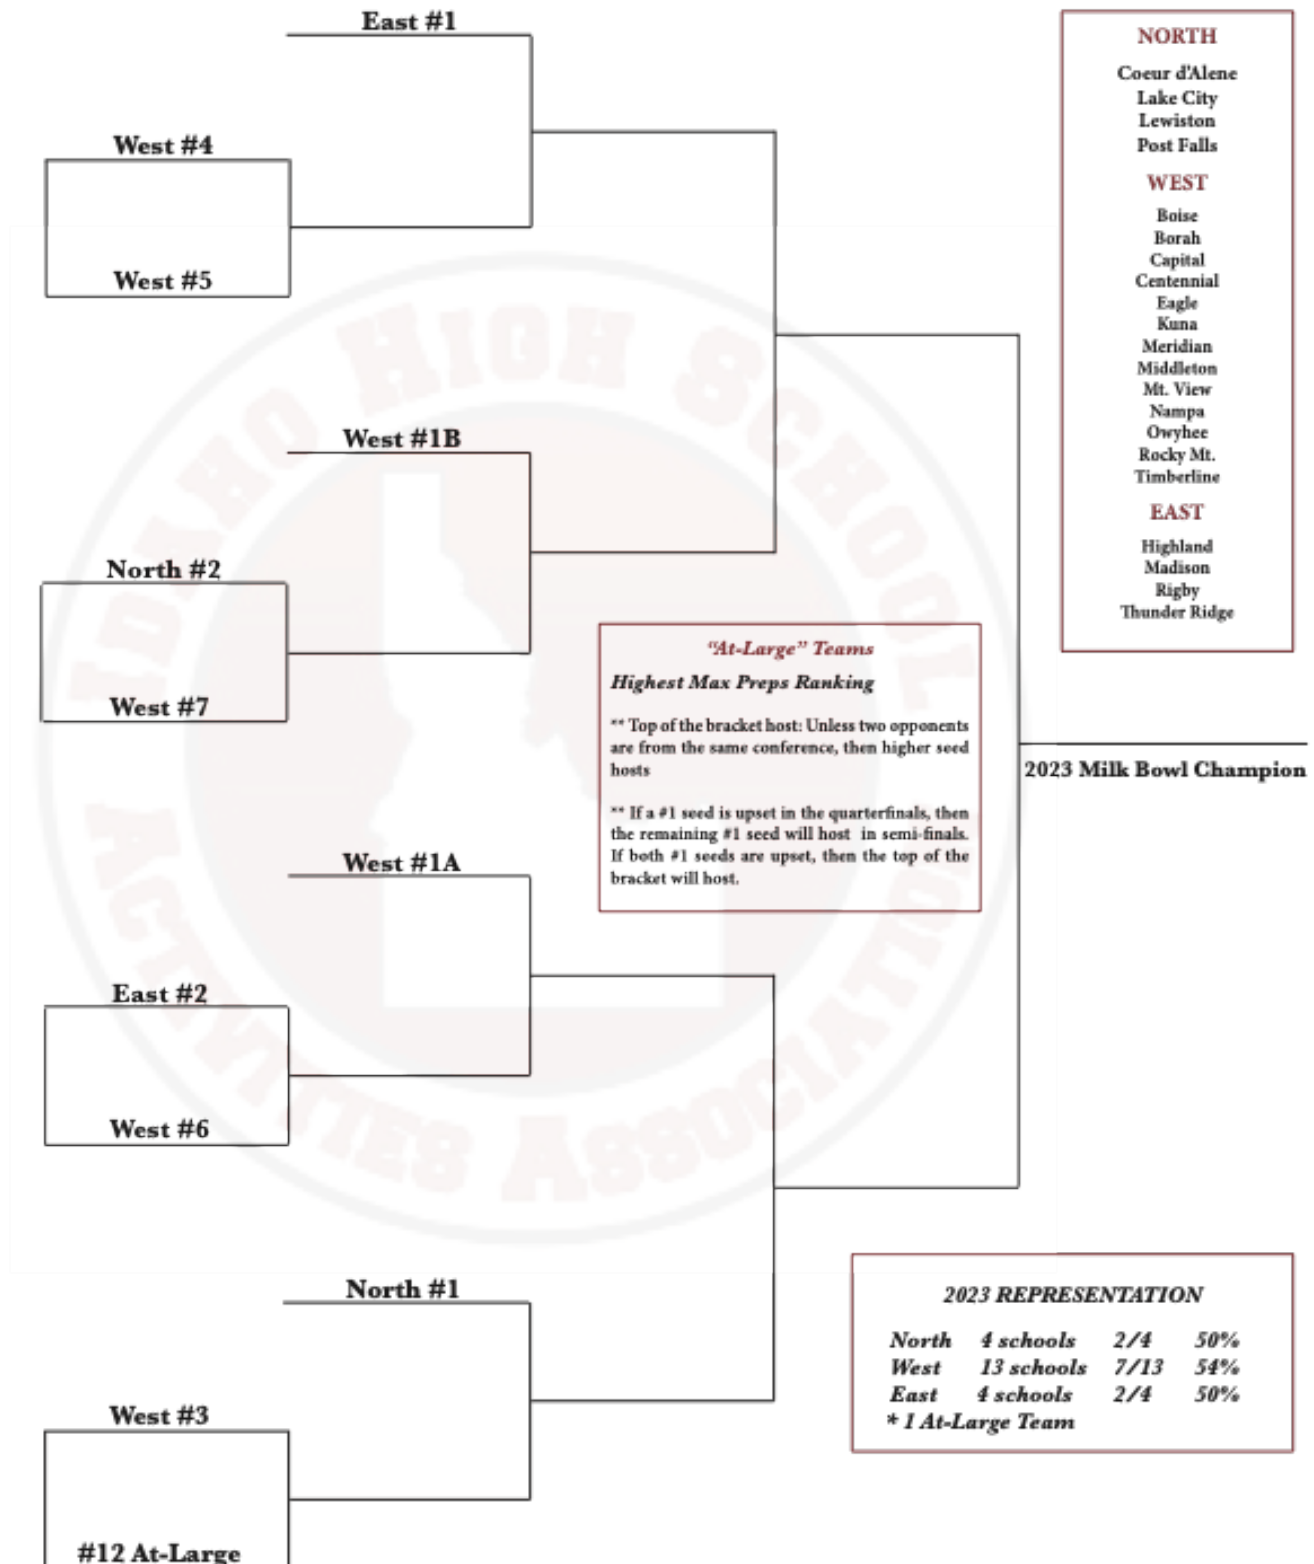 East #1
West #4
West #5
West #1B
North #2
West #7
West #1A
East #2
West #6
North #1
West #3
#12 At-Large
NORTH
Coeur d'Alene
Lake City
Lewiston
Post Falls
WEST
Boise
Borah
Capital
Centennial
Eagle
Kuna
Meridian
Middleton
Mt. View
Nampa
Owyhee
Rocky Mt.
Timberline
EAST
Highland
Madison
Rigby
Thunder Ridge
"At-Large" Teams
Highest Max Preps Ranking
** Top of the bracket host: Unless two opponents
are from the same conference, then higher seed
hosts
** If a #1 seed is upset in the quarterfinals, then
the remaining #1 seed will host in semi-finals.
If both #1 seeds are upset, then the top of the
bracket will host.
2023 Milk Bowl Champion
2023 REPRESENTATION
North 4 schools 2/4 50%
West 13 schools 7/13 54%
East 4 schools 2/4 50%
* 1 At-Large Team
IDAHO HIGH SCHOOL
ACTIVITIES ASSOCIATION